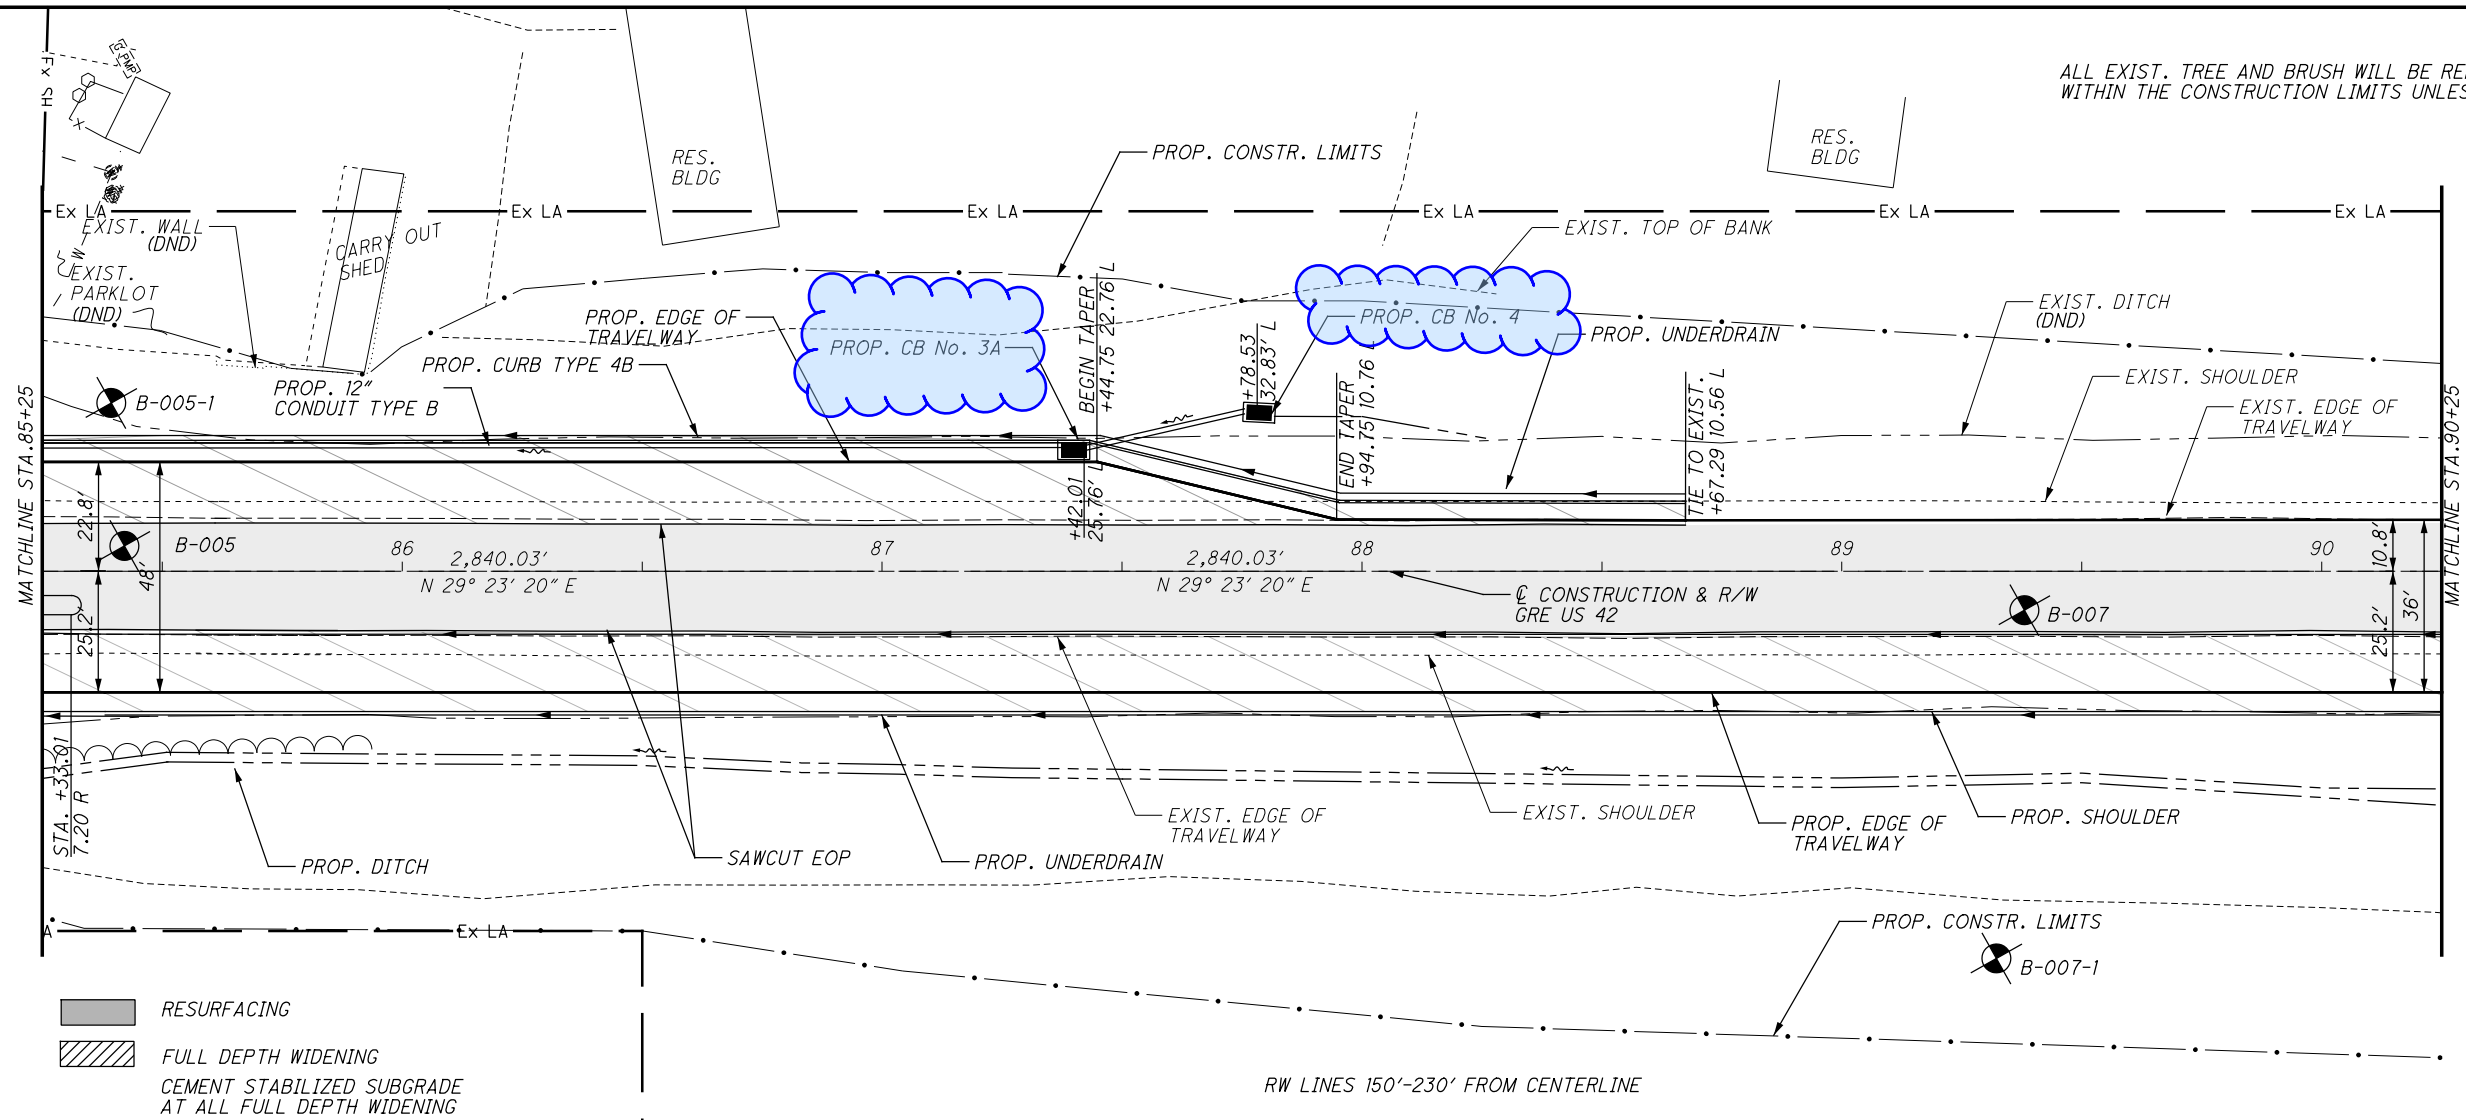 ALL EXIST. TREE AND BRUSH WILL BE RE
WITHIN THE CONSTRUCTION LIMITS UNLES
Ex SH
PMP
X
RES.
BLDG
RES.
BLDG
PROP. CONSTR. LIMITS
Ex LA
Ex LA
Ex LA
Ex LA
Ex LA
Ex LA
EXIST. WALL
(DND)
W
CARRY OUT
SHED
EXIST.
PARKLOT
(DND)
EXIST. TOP OF BANK
PROP. EDGE OF
TRAVELWAY
PROP. CB No. 3A
BEGIN TAPER
+44.75 22.76' L
+78.53
32.83' L
PROP. CB No. 4
PROP. UNDERDRAIN
EXIST. DITCH
(DND)
PROP. CURB TYPE 4B
PROP. 12"
CONDUIT TYPE B
B-005-1
END TAPER
+94.75 10.76 L
TIE TO EXIST.
+67.29 10.56 L
EXIST. SHOULDER
EXIST. EDGE OF
TRAVELWAY
MATCHLINE STA.85+25
MATCHLINE STA.90+25
22.8'
48'
25.2'
+42.01
25.76' L
B-005
86
2,840.03'
N 29° 23' 20" E
87
2,840.03'
N 29° 23' 20" E
88
89
90
℄ CONSTRUCTION & R/W
GRE US 42
B-007
10.8'
36'
25.2'
STA. +33.01
7.20 R
PROP. DITCH
SAWCUT EOP
PROP. UNDERDRAIN
EXIST. EDGE OF
TRAVELWAY
EXIST. SHOULDER
PROP. EDGE OF
TRAVELWAY
PROP. SHOULDER
A
Ex LA
PROP. CONSTR. LIMITS
B-007-1
RESURFACING
FULL DEPTH WIDENING
CEMENT STABILIZED SUBGRADE
AT ALL FULL DEPTH WIDENING
RW LINES 150'-230' FROM CENTERLINE